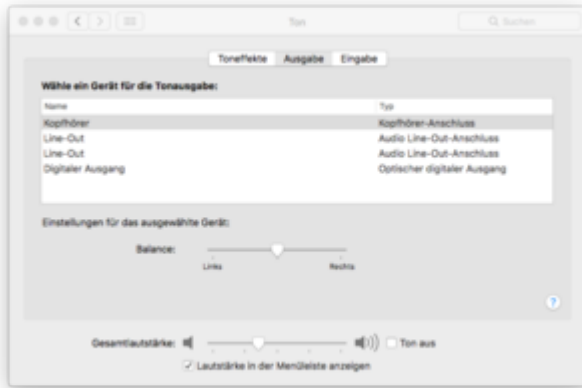 Ton
Suchen
Toneffekte Ausgabe Eingabe
Wähle ein Gerät für die Tonausgabe:
Name Typ
Kopfhörer Kopfhörer-Anschluss
Line-Out Audio Line-Out-Anschluss
Line-Out Audio Line-Out-Anschluss
Digitaler Ausgang Optischer digitaler Ausgang
Einstellungen für das ausgewählte Gerät:
Balance:
Links Rechts
?
Gesamtlautstärke: Ton aus
Lautstärke in der Menüleiste anzeigen